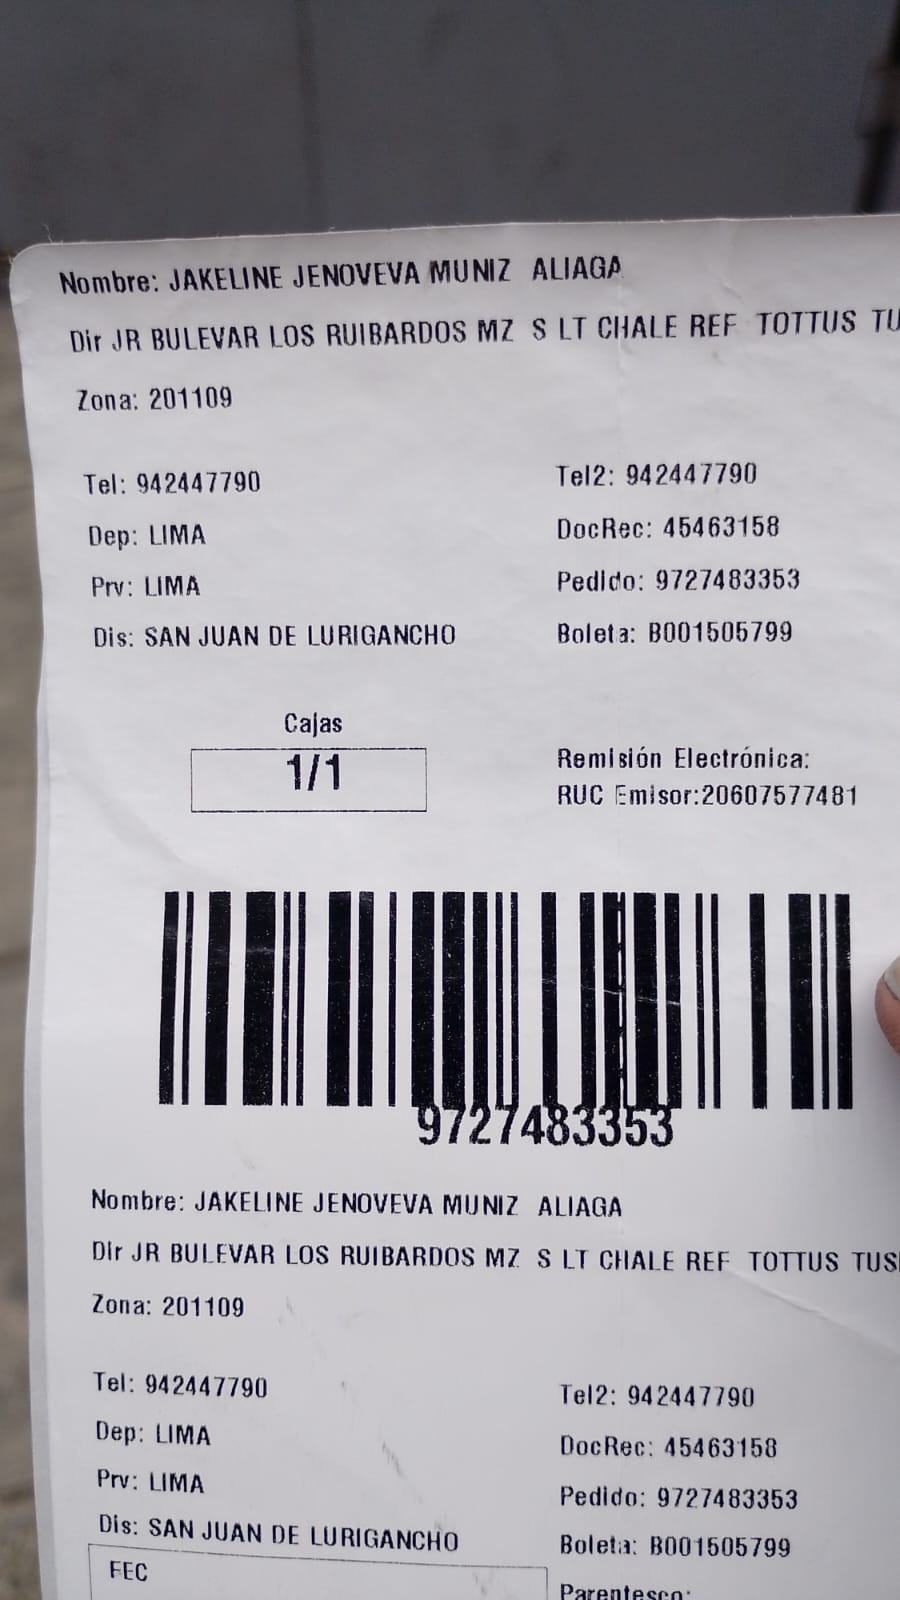 Nombre: JAKELINE JENOVEVA MUNIZ ALIAGA
Dir JR BULEVAR LOS RUIBARDOS MZ S LT CHALE REF TOTTUS TU
Zona: 201109
Tel: 942447790 Tel2: 942447790
Dep: LIMA DocRec: 45463158
Prv: LIMA Pedido: 9727483353
Dis: SAN JUAN DE LURIGANCHO Boleta: B001505799
Cajas
1/1
Remisión Electrónica:
RUC Emisor:20607577481
9727483353
Nombre: JAKELINE JENOVEVA MUNIZ ALIAGA
Dir JR BULEVAR LOS RUIBARDOS MZ S LT CHALE REF TOTTUS TUS
Zona: 201109
Tel: 942447790 Tel2: 942447790
Dep: LIMA DocRec: 45463158
Prv: LIMA Pedido: 9727483353
Dis: SAN JUAN DE LURIGANCHO Boleta: B001505799
FEC
Parentesco: